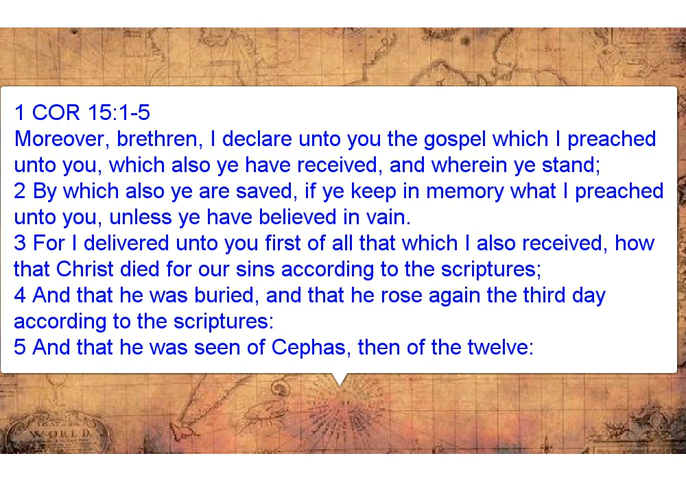 1 COR 15:1-5
Moreover, brethren, I declare unto you the gospel which I preached
unto you, which also ye have received, and wherein ye stand;
2 By which also ye are saved, if ye keep in memory what I preached
unto you, unless ye have believed in vain.
3 For I delivered unto you first of all that which I also received, how
that Christ died for our sins according to the scriptures;
4 And that he was buried, and that he rose again the third day
according to the scriptures:
5 And that he was seen of Cephas, then of the twelve:
WORLD